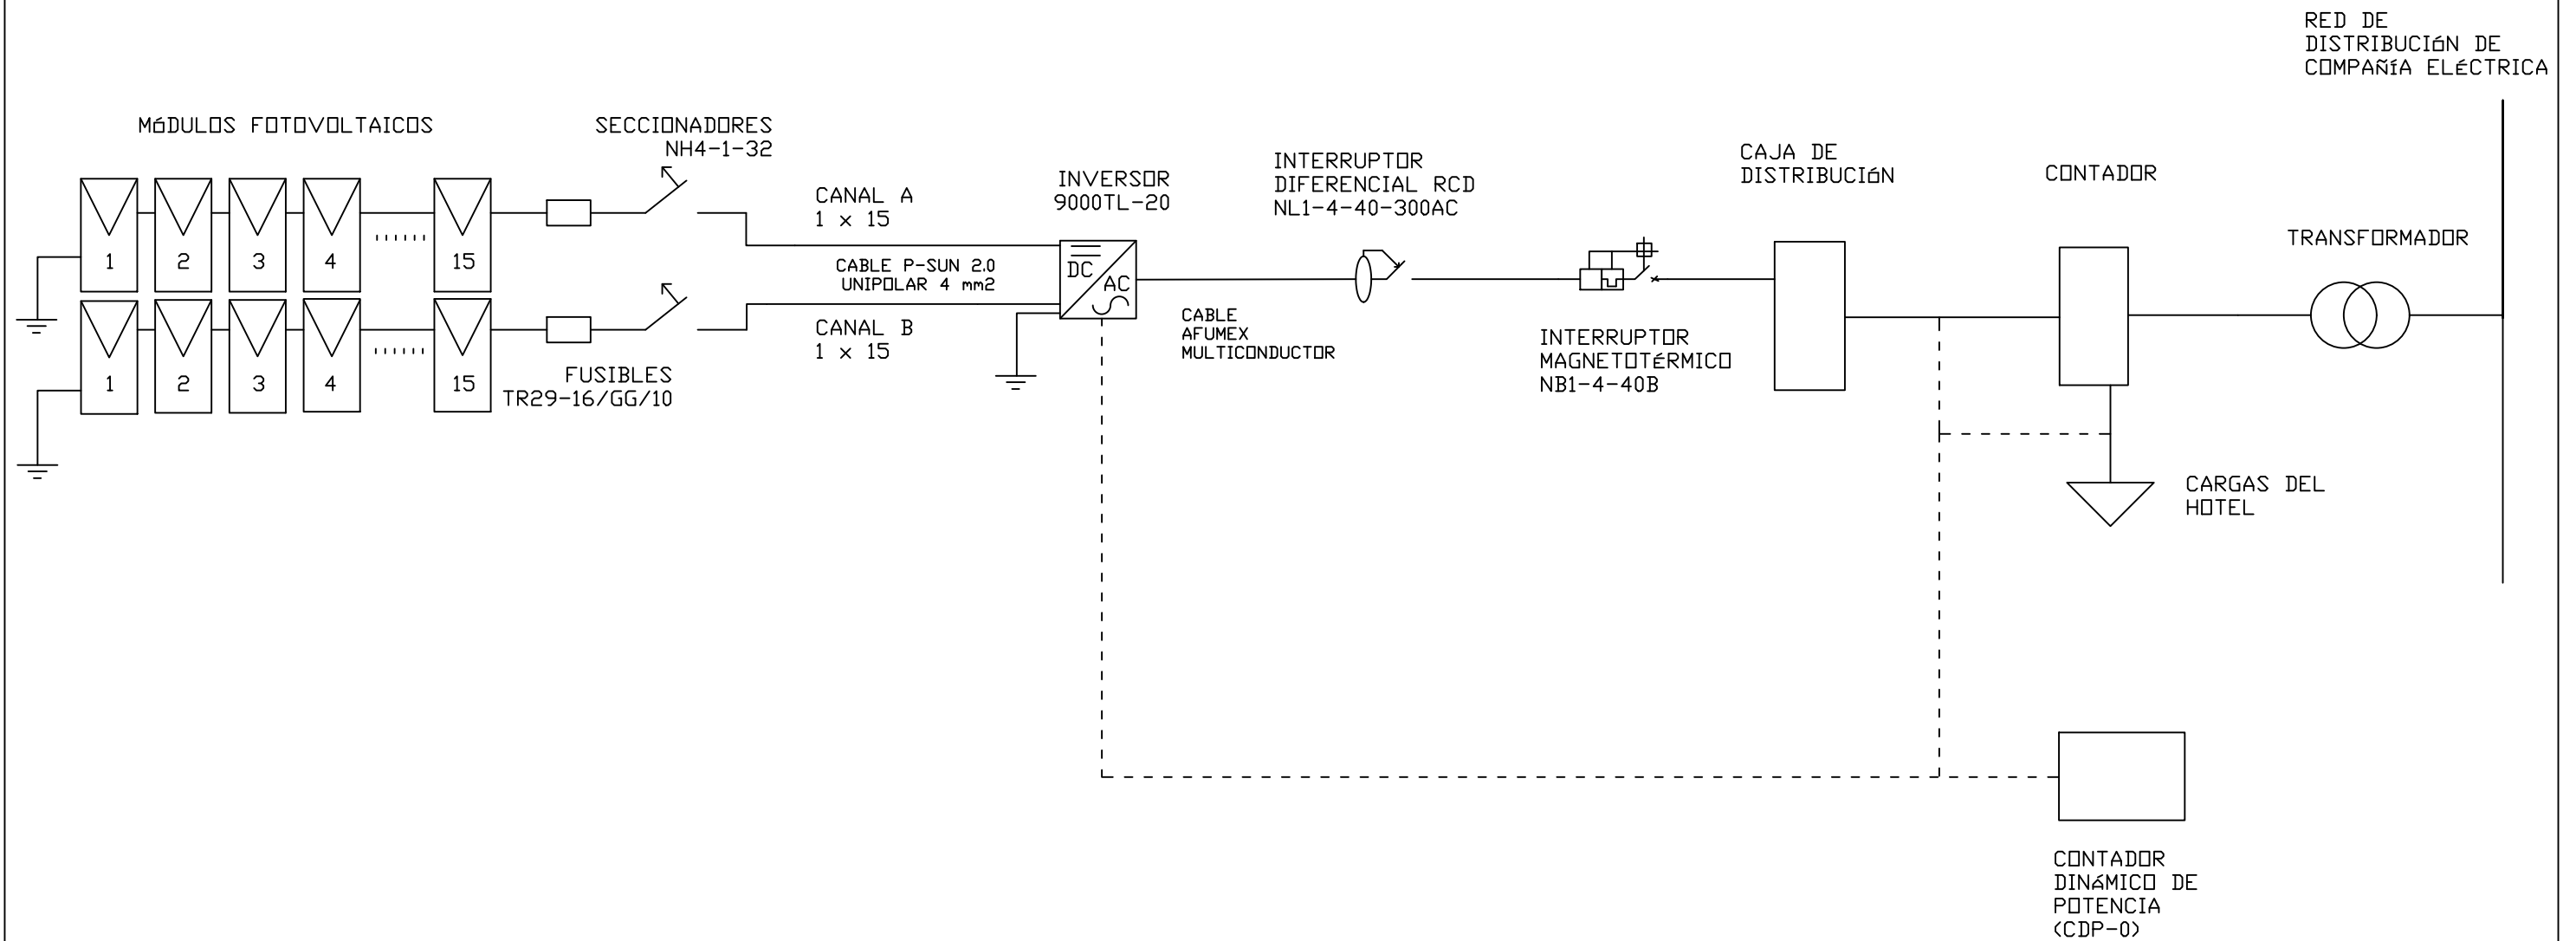 RED DE
DISTRIBUCIóN DE
COMPAÑíA ELéCTRICA
MóDULOS FOTOVOLTAICOS
SECCIONADORES
NH4-1-32
CAJA DE
DISTRIBUCIóN
INTERRUPTOR
DIFERENCIAL RCD
NL1-4-40-300AC
CONTADOR
INVERSOR
9000TL-20
CANAL A
1 x 15
TRANSFORMADOR
1
2
3
4
15
CABLE P-SUN 2.0
UNIPOLAR 4 mm2
DC
AC
CABLE
AFUMEX
MULTICONDUCTOR
CANAL B
1 x 15
INTERRUPTOR
MAGNETOTéRMICO
NB1-4-40B
1
2
3
4
15
FUSIBLES
TR29-16/GG/10
CARGAS DEL
HOTEL
CONTADOR
DINáMICO DE
POTENCIA
(CDP-0)